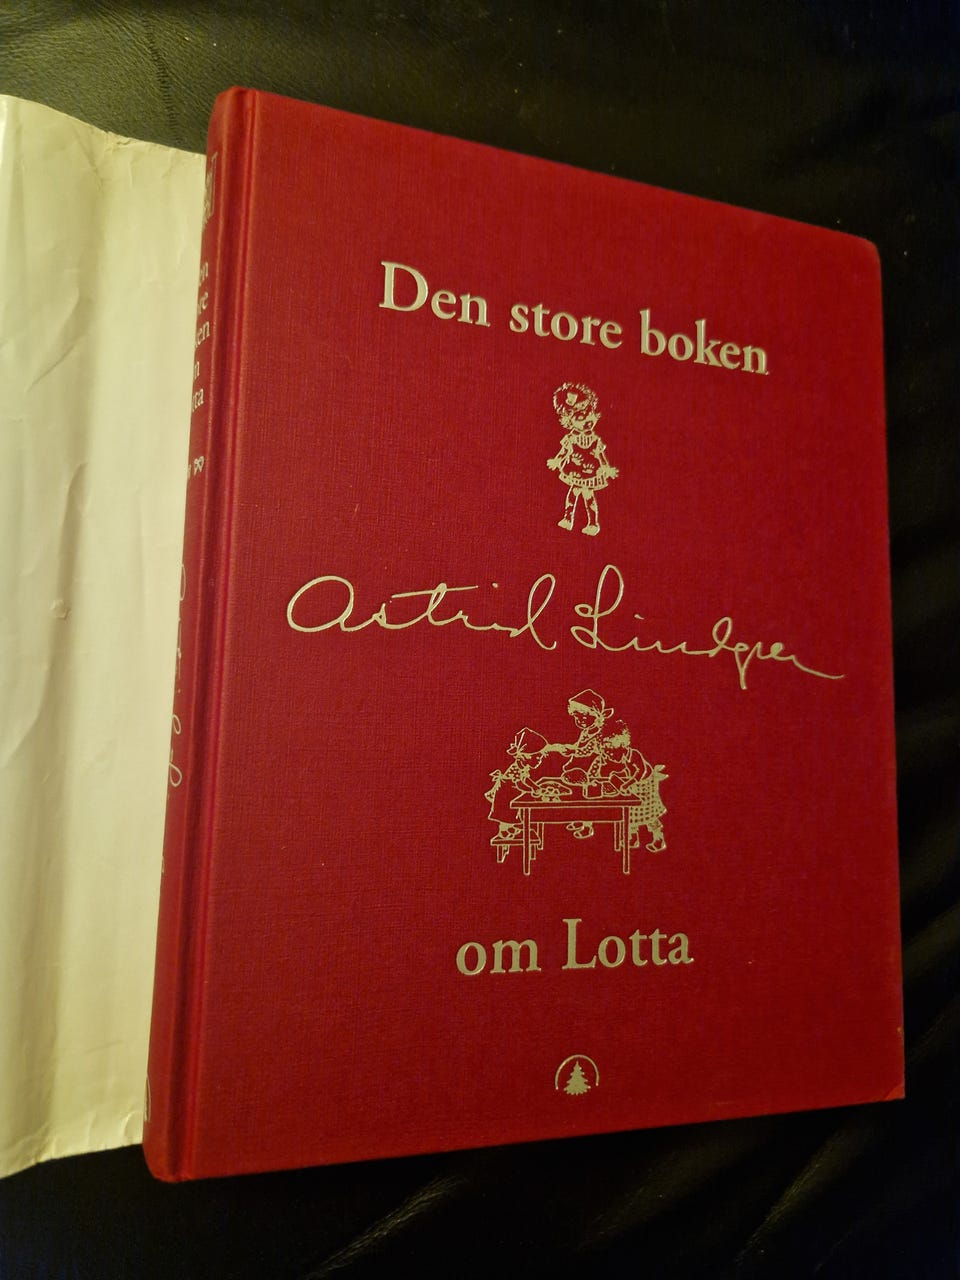 Den store boken
Astrid Lindgren
om Lotta